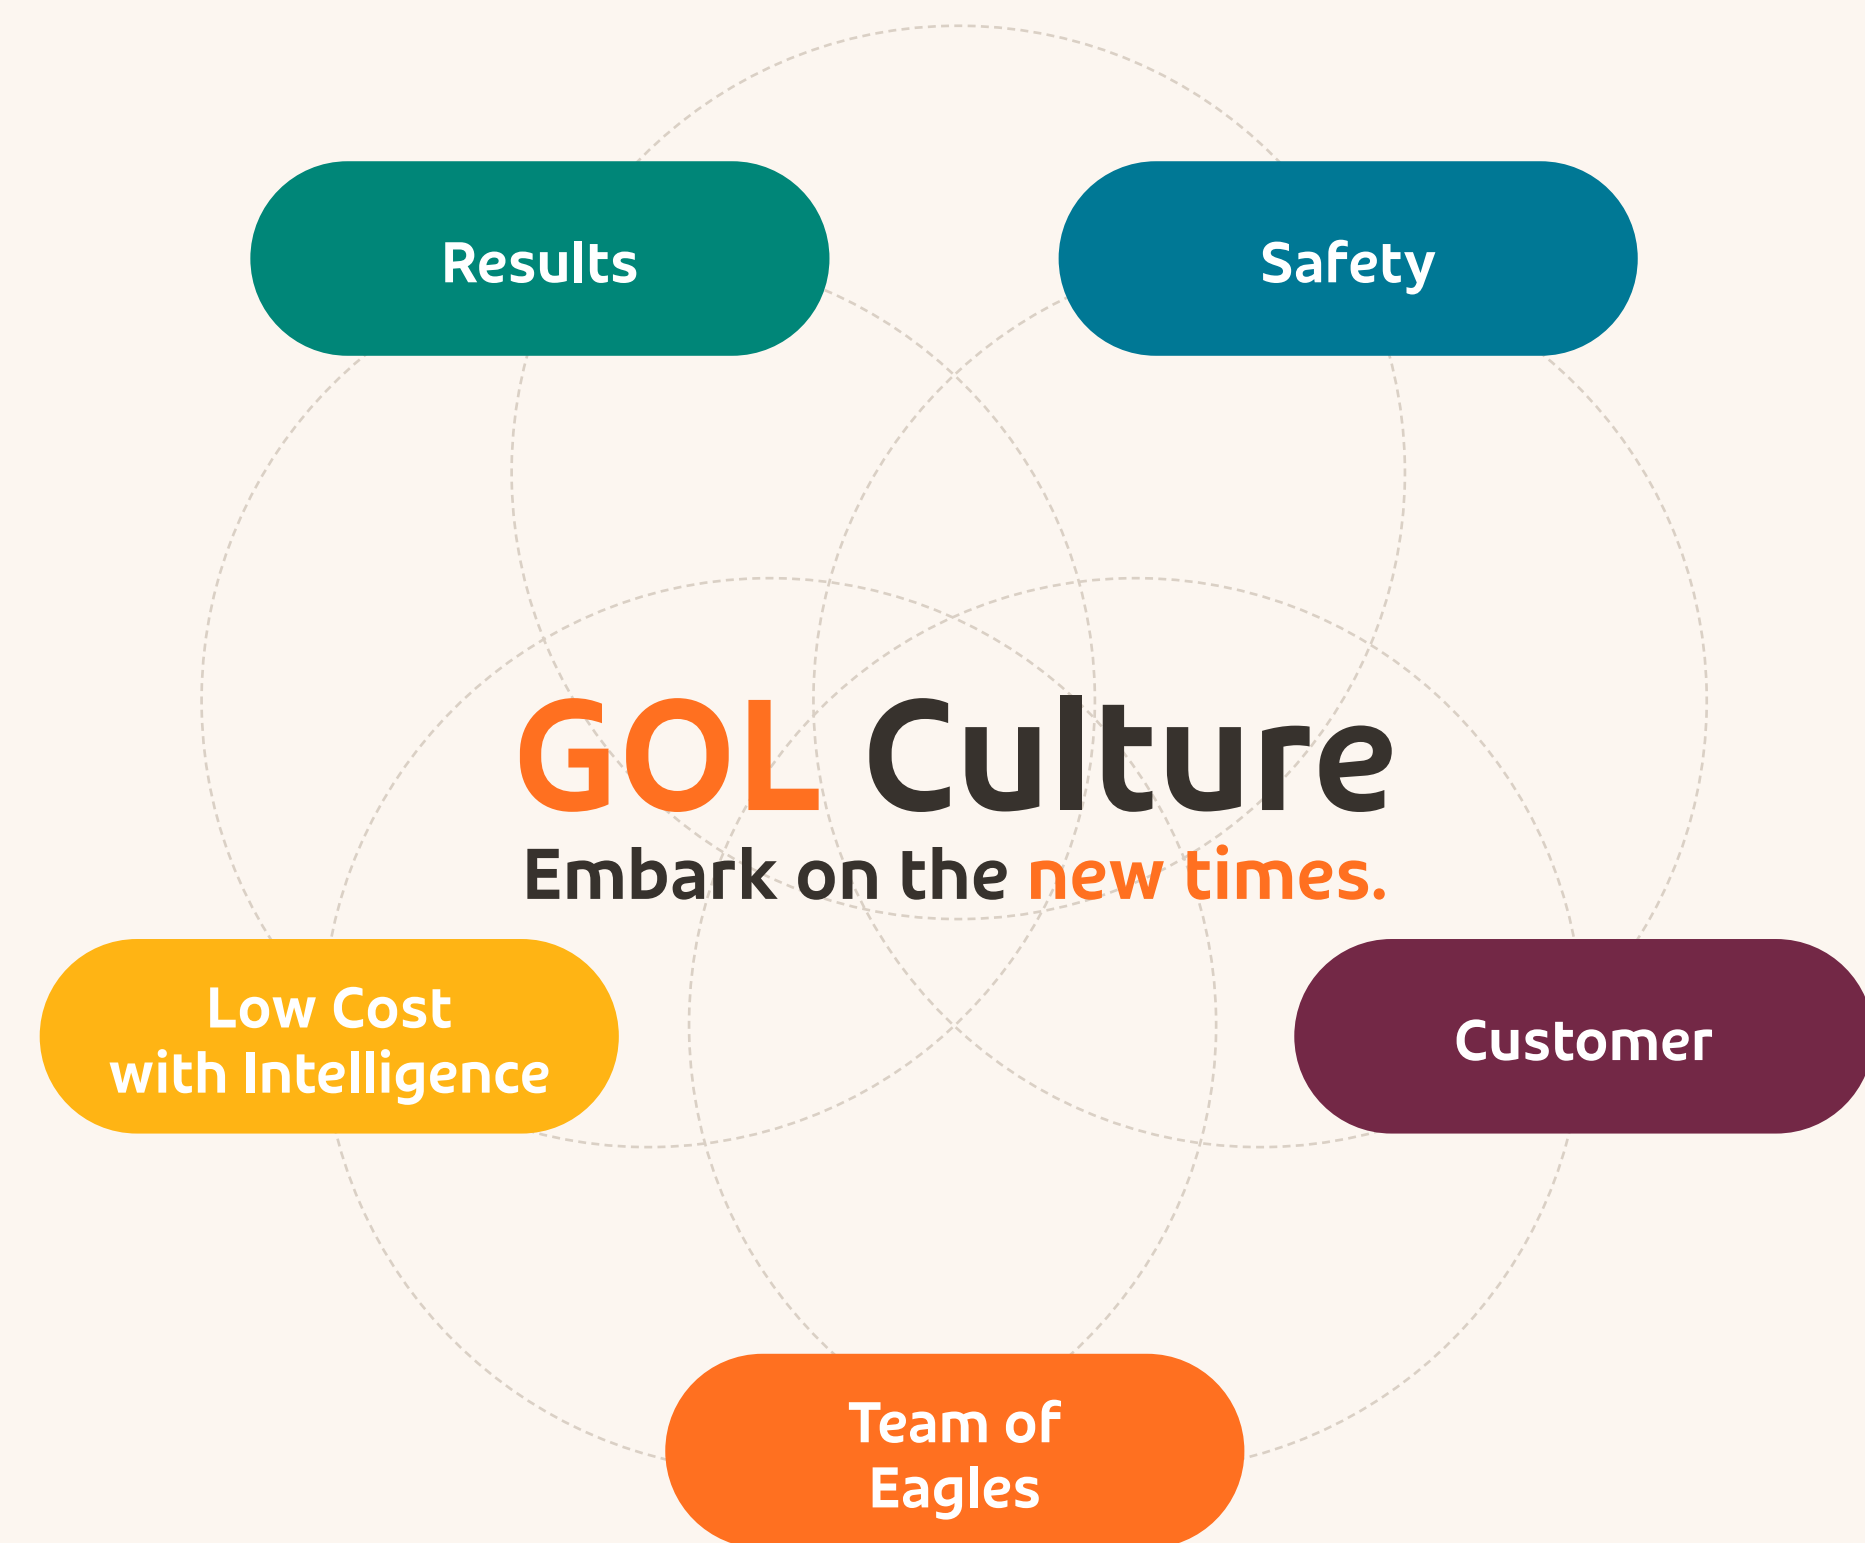 Results
Safety
GOL Culture
Embark on the new times.
Low Cost
with Intelligence
Customer
Team of
Eagles